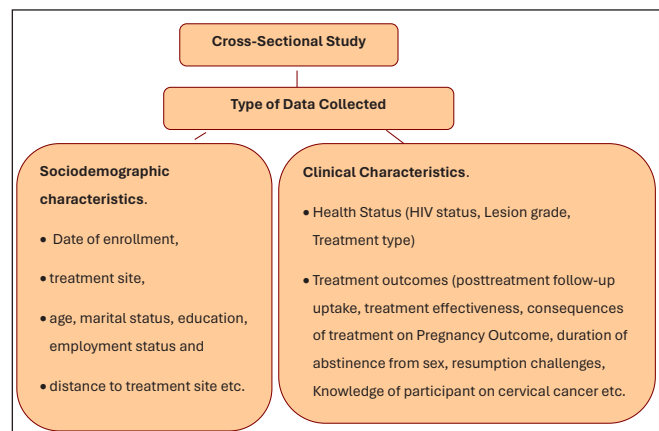 Cross-Sectional Study
Type of Data Collected
Sociodemographic
characteristics.
• Date of enrollment,
• treatment site,
• age, marital status, education,
employment status and
• distance to treatment site etc.
Clinical Characteristics.
• Health Status (HIV status, Lesion grade,
Treatment type)
• Treatment outcomes (posttreatment follow-up
uptake, treatment effectiveness, consequences
of treatment on Pregnancy Outcome, duration of
abstinence from sex, resumption challenges,
Knowledge of participant on cervical cancer etc.